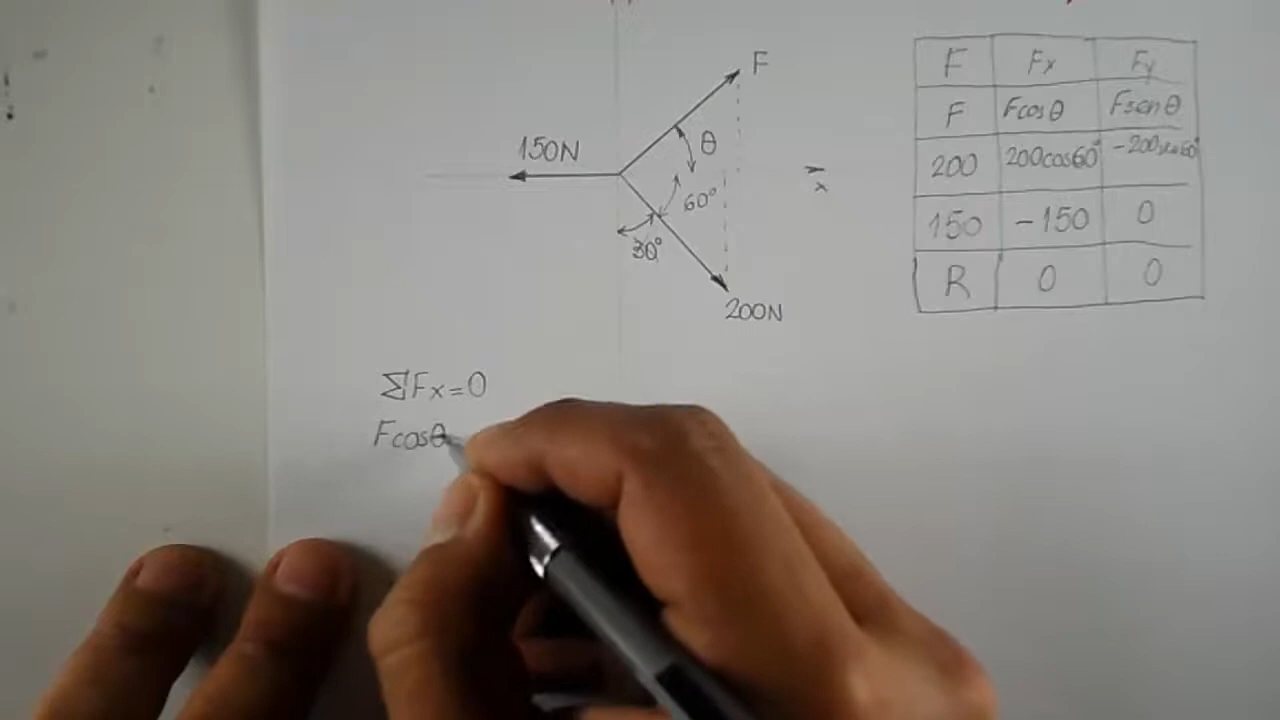 F
150N
θ
60°
30°
200N
F Fx Fy
F Fcosθ Fsenθ
200 200cos60° -200sen60°
150 -150 0
R 0 0
ΣFx=0
Fcosθ